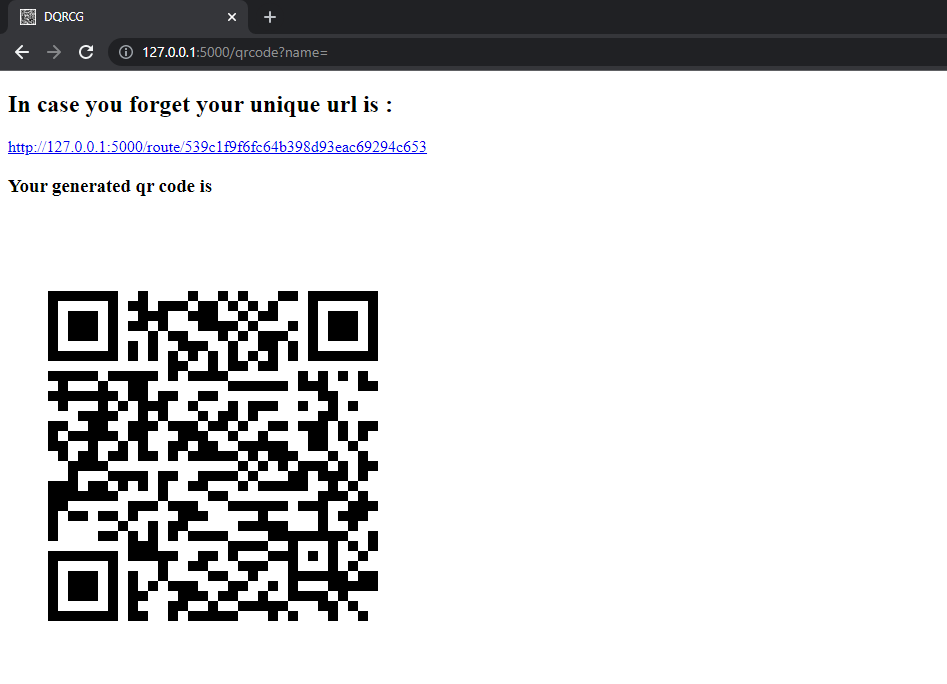 DQRCG
127.0.0.1:5000/qrcode?name=
In case you forget your unique url is :
http://127.0.0.1:5000/route/539c1f9f6fc64b398d93eac69294c653
Your generated qr code is